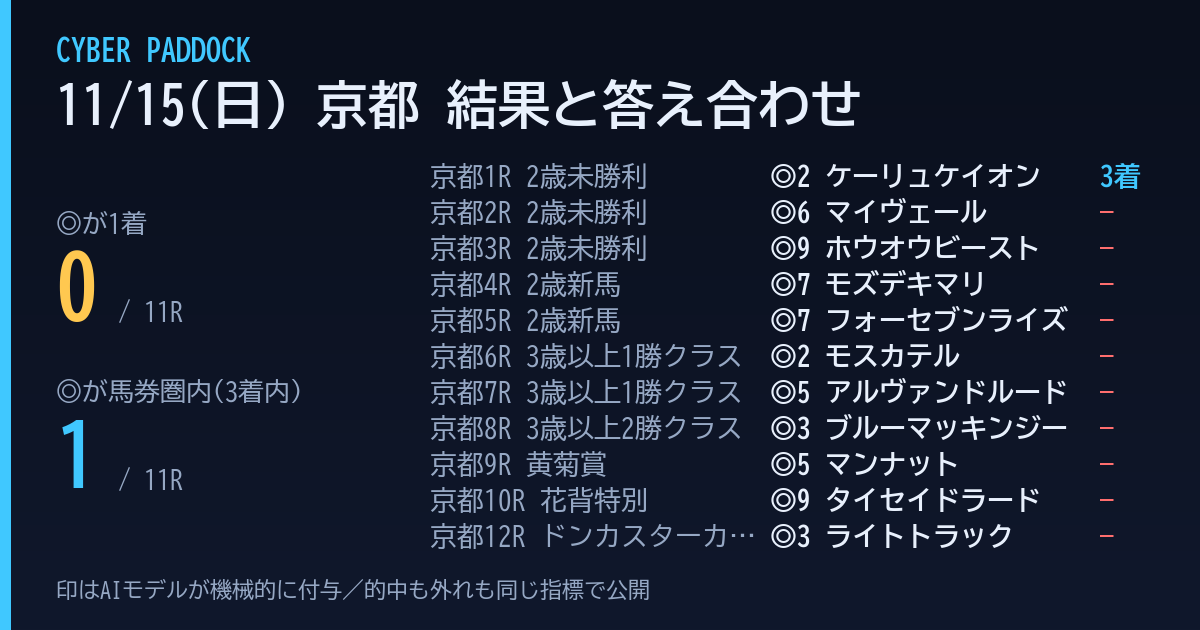 CYBER PADDOCK
11/15(日) 京都 結果と答え合わせ
◎が1着
0 / 11R
◎が馬券圏内(3着内)
1 / 11R
京都1R 2歳未勝利 ◎2 ケーリュケイオン 3着
京都2R 2歳未勝利 ◎6 マイヴェール –
京都3R 2歳未勝利 ◎9 ホウオウビースト –
京都4R 2歳新馬 ◎7 モズデキマリ –
京都5R 2歳新馬 ◎7 フォーセブンライズ –
京都6R 3歳以上1勝クラス ◎2 モスカテル –
京都7R 3歳以上1勝クラス ◎5 アルヴァンドルード –
京都8R 3歳以上2勝クラス ◎3 ブルーマッキンジー –
京都9R 黄菊賞 ◎5 マンナット –
京都10R 花背特別 ◎9 タイセイドラード –
京都12R ドンカスターカ… ◎3 ライトトラック –
印はAIモデルが機械的に付与／的中も外れも同じ指標で公開